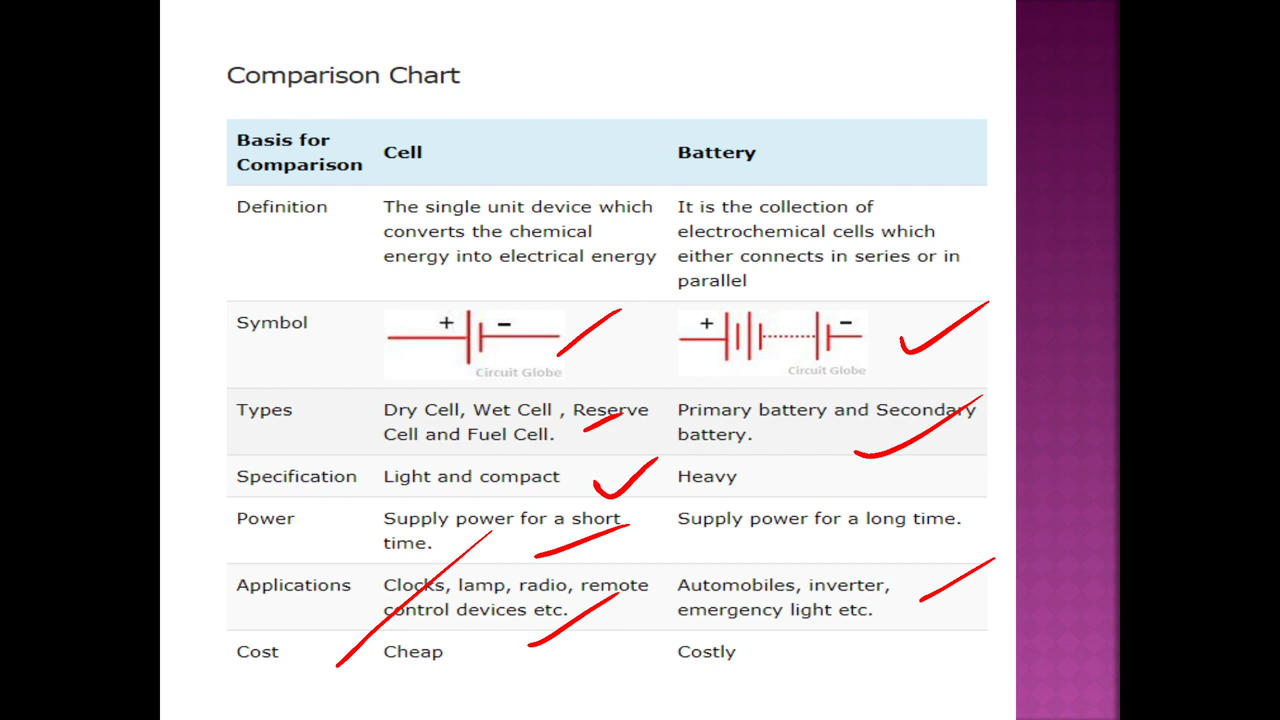 Comparison Chart
Basis for
Comparison
Cell
Battery
Definition
The single unit device which
converts the chemical
energy into electrical energy
It is the collection of
electrochemical cells which
either connects in series or in
parallel
Symbol
+ −
Circuit Globe
+ −
Circuit Globe
Types
Dry Cell, Wet Cell , Reserve
Cell and Fuel Cell.
Primary battery and Secondary
battery.
Specification
Light and compact
Heavy
Power
Supply power for a short
time.
Supply power for a long time.
Applications
Clocks, lamp, radio, remote
control devices etc.
Automobiles, inverter,
emergency light etc.
Cost
Cheap
Costly